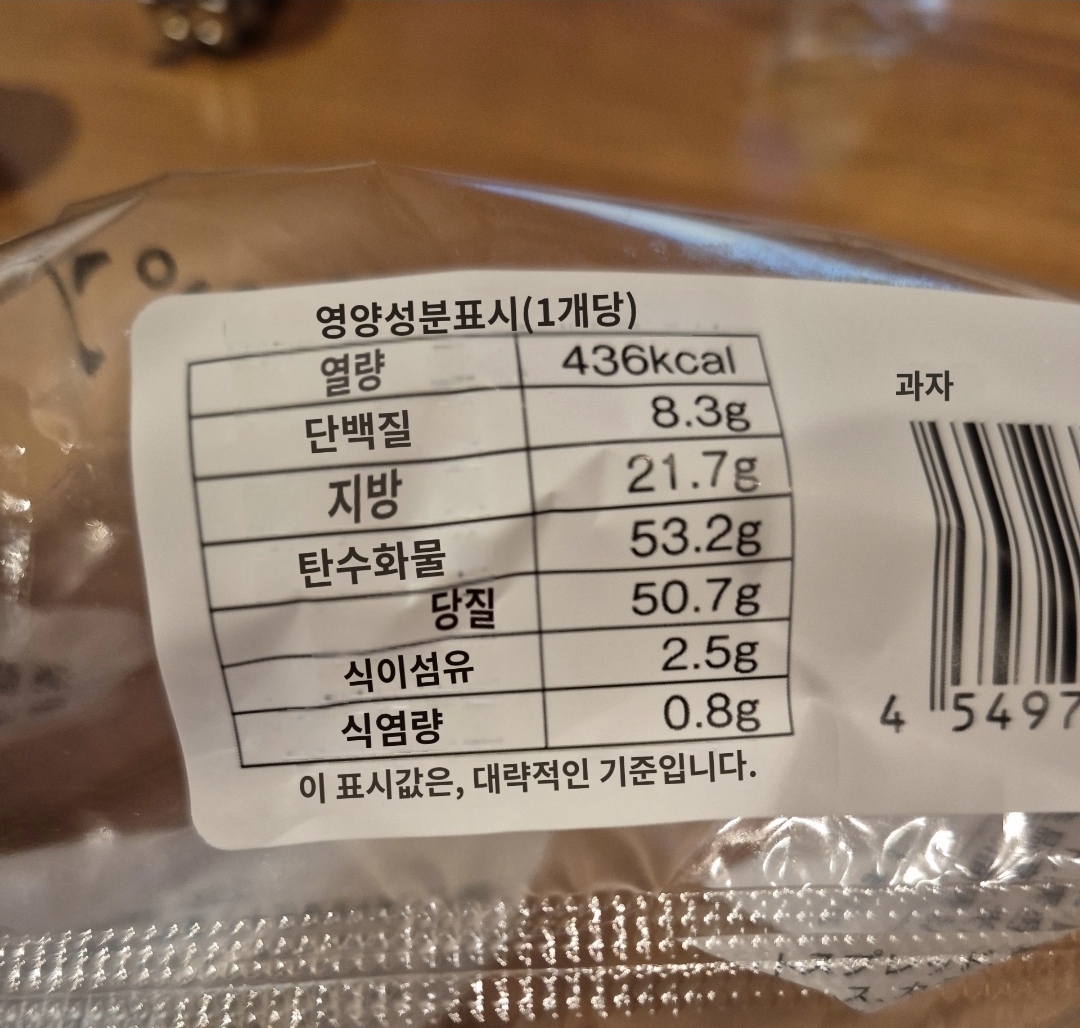 영양성분표시(1개당)
열량 436kcal
단백질 8.3g
지방 21.7g
탄수화물 53.2g
당질 50.7g
식이섬유 2.5g
식염량 0.8g
이 표시값은, 대략적인 기준입니다.
과자
4 5497